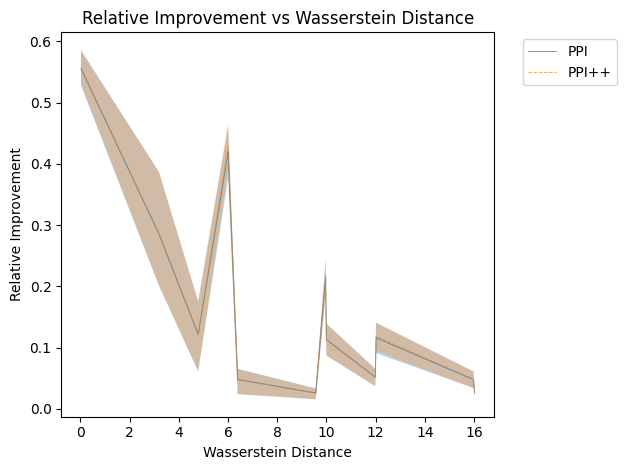 Relative Improvement vs Wasserstein Distance
PPI
PPI++
Relative Improvement
0.6
0.5
0.4
0.3
0.2
0.1
0.0
0 2 4 6 8 10 12 14 16
Wasserstein Distance